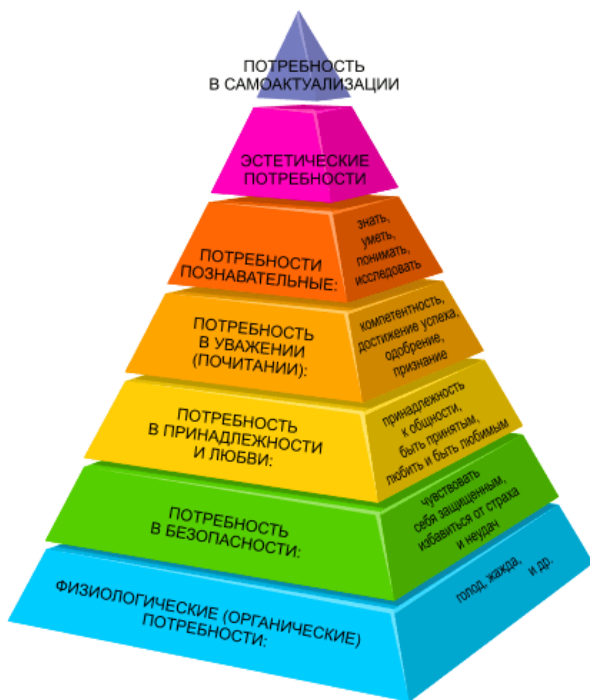 ПОТРЕБНОСТЬ
В САМОАКТУАЛИЗАЦИИ
ЭСТЕТИЧЕСКИЕ
ПОТРЕБНОСТИ
ПОТРЕБНОСТИ
ПОЗНАВАТЕЛЬНЫЕ:
знать,
уметь,
понимать,
исследовать
ПОТРЕБНОСТЬ
В УВАЖЕНИИ
(ПОЧИТАНИИ):
компетентность,
достижение успеха,
одобрение,
признание
ПОТРЕБНОСТЬ
В ПРИНАДЛЕЖНОСТИ
И ЛЮБВИ:
принадлежность
к общности,
быть принятым,
любить и быть любимым
ПОТРЕБНОСТЬ
В БЕЗОПАСНОСТИ:
чувствовать
себя защищенным,
избавиться от страха
и неудач
ФИЗИОЛОГИЧЕСКИЕ (ОРГАНИЧЕСКИЕ)
ПОТРЕБНОСТИ:
голод, жажда,
и др.